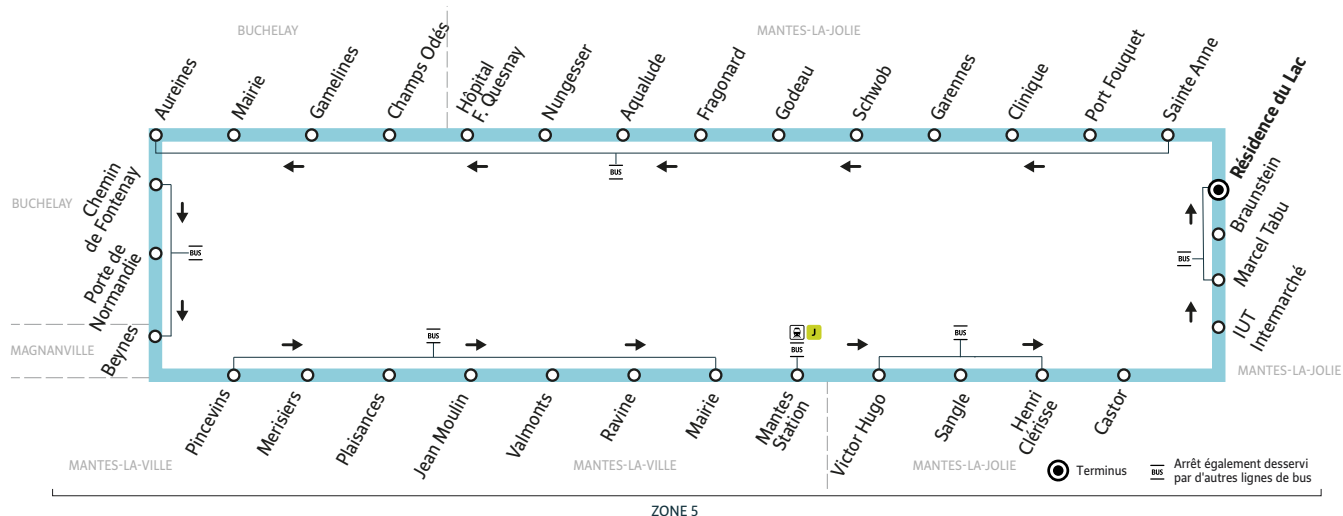 BUCHELAY
MANTES-LA-JOLIE
Aureines
Mairie
Gamelines
Champs Odés
Hôpital
F. Quesnay
Nungesser
Aqualude
Fragonard
Godeau
Schwob
Garennes
Clinique
Port Fouquet
Sainte Anne
Résidence du Lac
BUS
BUCHELAY
Chemin
de Fontenay
Porte de
Normandie
BUS
Braunstein
Marcel Tabu
BUS
IUT
Intermarché
MAGNANVILLE
Beynes
BUS
J
BUS
BUS
MANTES-LA-JOLIE
Pincevins
Merisiers
Plaisances
Jean Moulin
Valmonts
Ravine
Mairie
Mantes
Station
Victor Hugo
Sangle
Henri
Clérisse
Castor
MANTES-LA-VILLE
MANTES-LA-VILLE
MANTES-LA-JOLIE
Terminus
BUS
Arrêt également desservi
par d'autres lignes de bus
ZONE 5